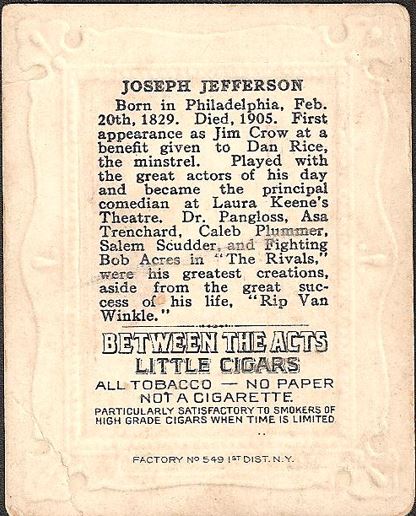 JOSEPH JEFFERSON
Born in Philadelphia, Feb.
20th, 1829. Died, 1905. First
appearance as Jim Crow at a
benefit given to Dan Rice,
the minstrel. Played with
the great actors of his day
and became the principal
comedian at Laura Keene's
Theatre. Dr. Pangloss, Asa
Trenchard, Caleb Plummer,
Salem Scudder, and Fighting
Bob Acres in "The Rivals,"
were his greatest creations,
aside from the great suc-
cess of his life, "Rip Van
Winkle."
BETWEEN THE ACTS
LITTLE CIGARS
ALL TOBACCO — NO PAPER
NOT A CIGARETTE
PARTICULARLY SATISFACTORY TO SMOKERS OF
HIGH GRADE CIGARS WHEN TIME IS LIMITED
FACTORY No 549 1ST DIST. N.Y.